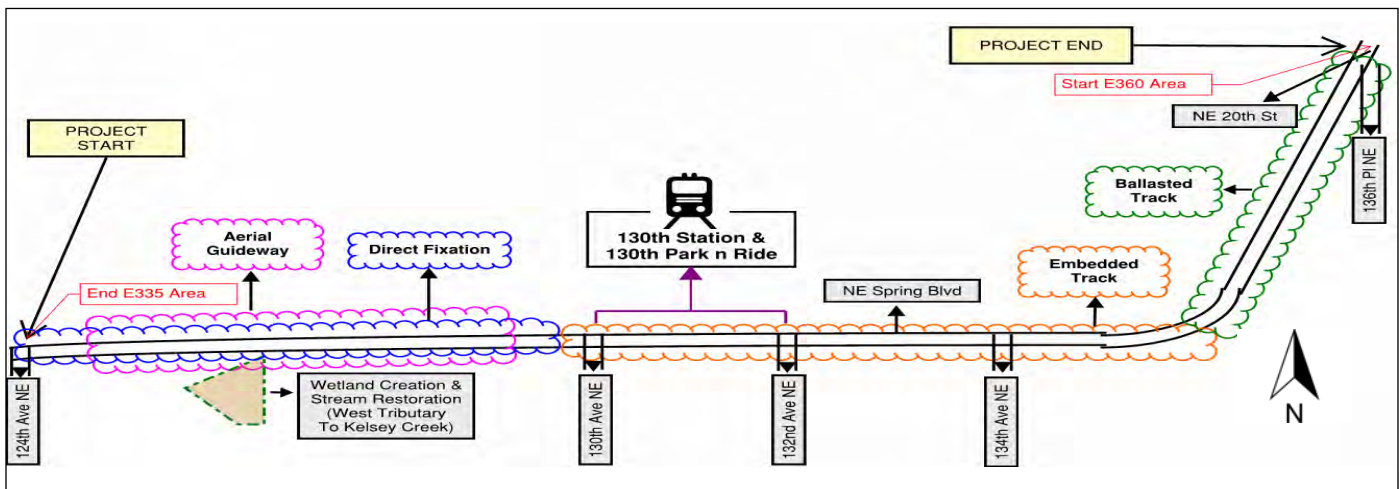 PROJECT END
Start E360 Area
NE 20th St
136th Pl NE
PROJECT
START
Ballasted
Track
130th Station &
130th Park n Ride
Aerial
Guideway
Direct Fixation
Embedded
Track
End E335 Area
NE Spring Blvd
Wetland Creation &
Stream Restoration
(West Tributary
To Kelsey Creek)
124th Ave NE
130th Ave NE
132nd Ave NE
134th Ave NE
N